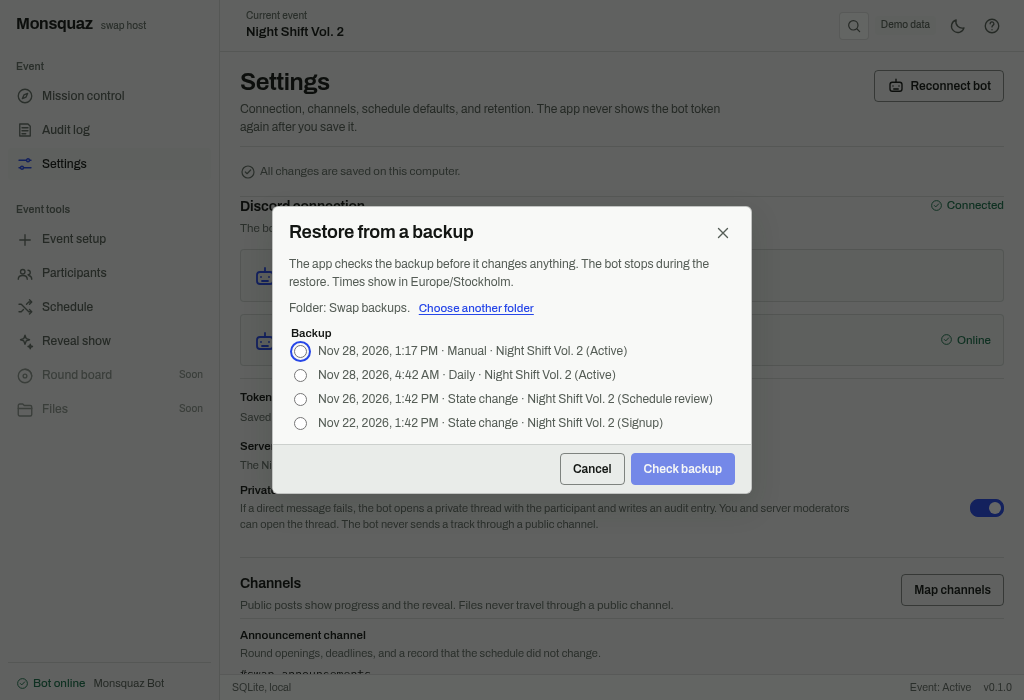 Monsquaz swap host
Current event
Night Shift Vol. 2
Demo data
Event
Mission control
Audit log
Settings
Event tools
Event setup
Participants
Schedule
Reveal show
Round board Soon
Files Soon
Bot online Monsquaz Bot
Settings
Reconnect bot
Connection, channels, schedule defaults, and retention. The app never shows the bot token
again after you save it.
All changes are saved on this computer.
Discord connection
Connected
The bo
Online
Restore from a backup
The app checks the backup before it changes anything. The bot stops during the
restore. Times show in Europe/Stockholm.
Folder: Swap backups. Choose another folder
Backup
Nov 28, 2026, 1:17 PM · Manual · Night Shift Vol. 2 (Active)
Nov 28, 2026, 4:42 AM · Daily · Night Shift Vol. 2 (Active)
Nov 26, 2026, 1:42 PM · State change · Night Shift Vol. 2 (Schedule review)
Nov 22, 2026, 1:42 PM · State change · Night Shift Vol. 2 (Signup)
Cancel
Check backup
Token
Saved
Serve
The Ni
Private
If a direct message fails, the bot opens a private thread with the participant and writes an audit entry. You and server moderators
can open the thread. The bot never sends a track through a public channel.
Channels
Map channels
Public posts show progress and the reveal. Files never travel through a public channel.
Announcement channel
Round openings, deadlines, and a record that the schedule did not change.
SQLite, local
Event: Active v0.1.0